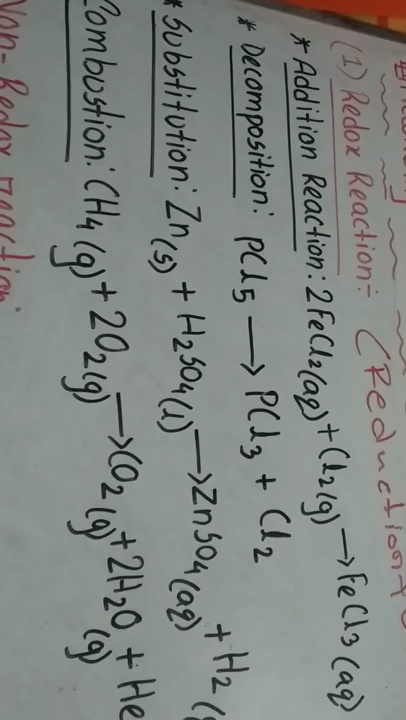 (1) Redox Reaction: (Reduction +
* Addition Reaction: 2FeCl2(aq) + Cl2(g) → FeCl3(aq)
* Decomposition: PCl5 → PCl3 + Cl2
* Substitution: Zn(s) + H2SO4(l) → ZnSO4(aq) + H2(g
Combustion: CH4(g) + 2O2(g) → CO2(g) + 2H2O(g) + He
Non-Redox reaction: